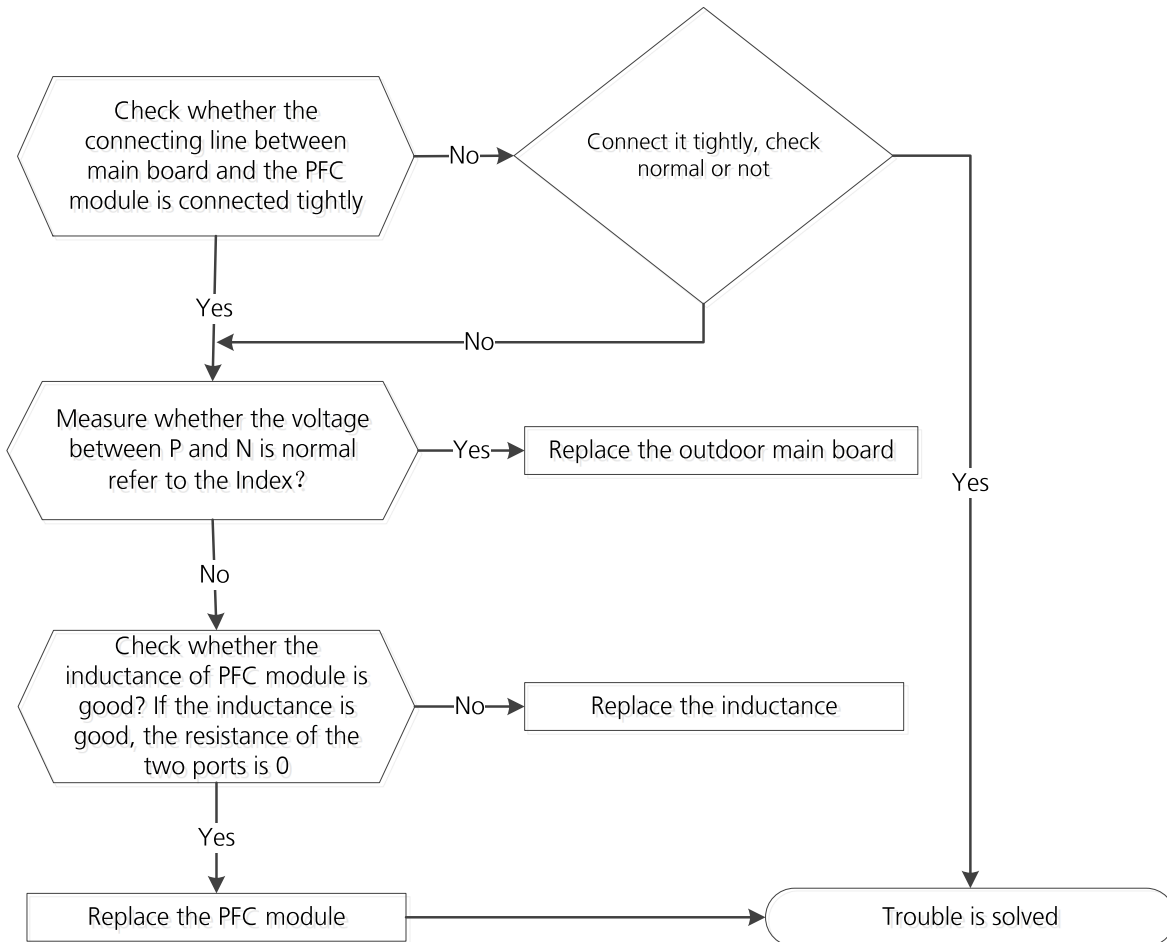 Check whether the
connecting line between
main board and the PFC
module is connected tightly
No
Connect it tightly, check
normal or not
Yes
No
Measure whether the voltage
between P and N is normal
refer to the Index？
Yes
Replace the outdoor main board
Yes
No
Check whether the
inductance of PFC module is
good? If the inductance is
good, the resistance of the
two ports is 0
No
Replace the inductance
Yes
Replace the PFC module
Trouble is solved